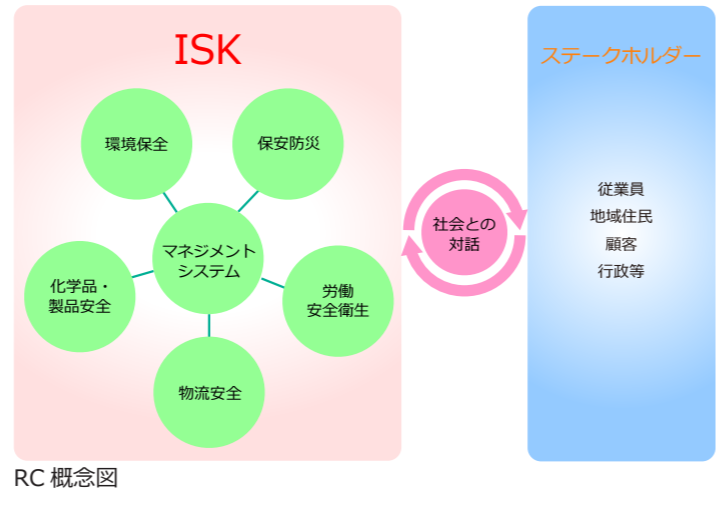 ISK
ステークホルダー
環境保全
保安防災
マネジメント
システム
化学品・
製品安全
労働
安全衛生
物流安全
社会との
対話
従業員
地域住民
顧客
行政等
RC 概念図